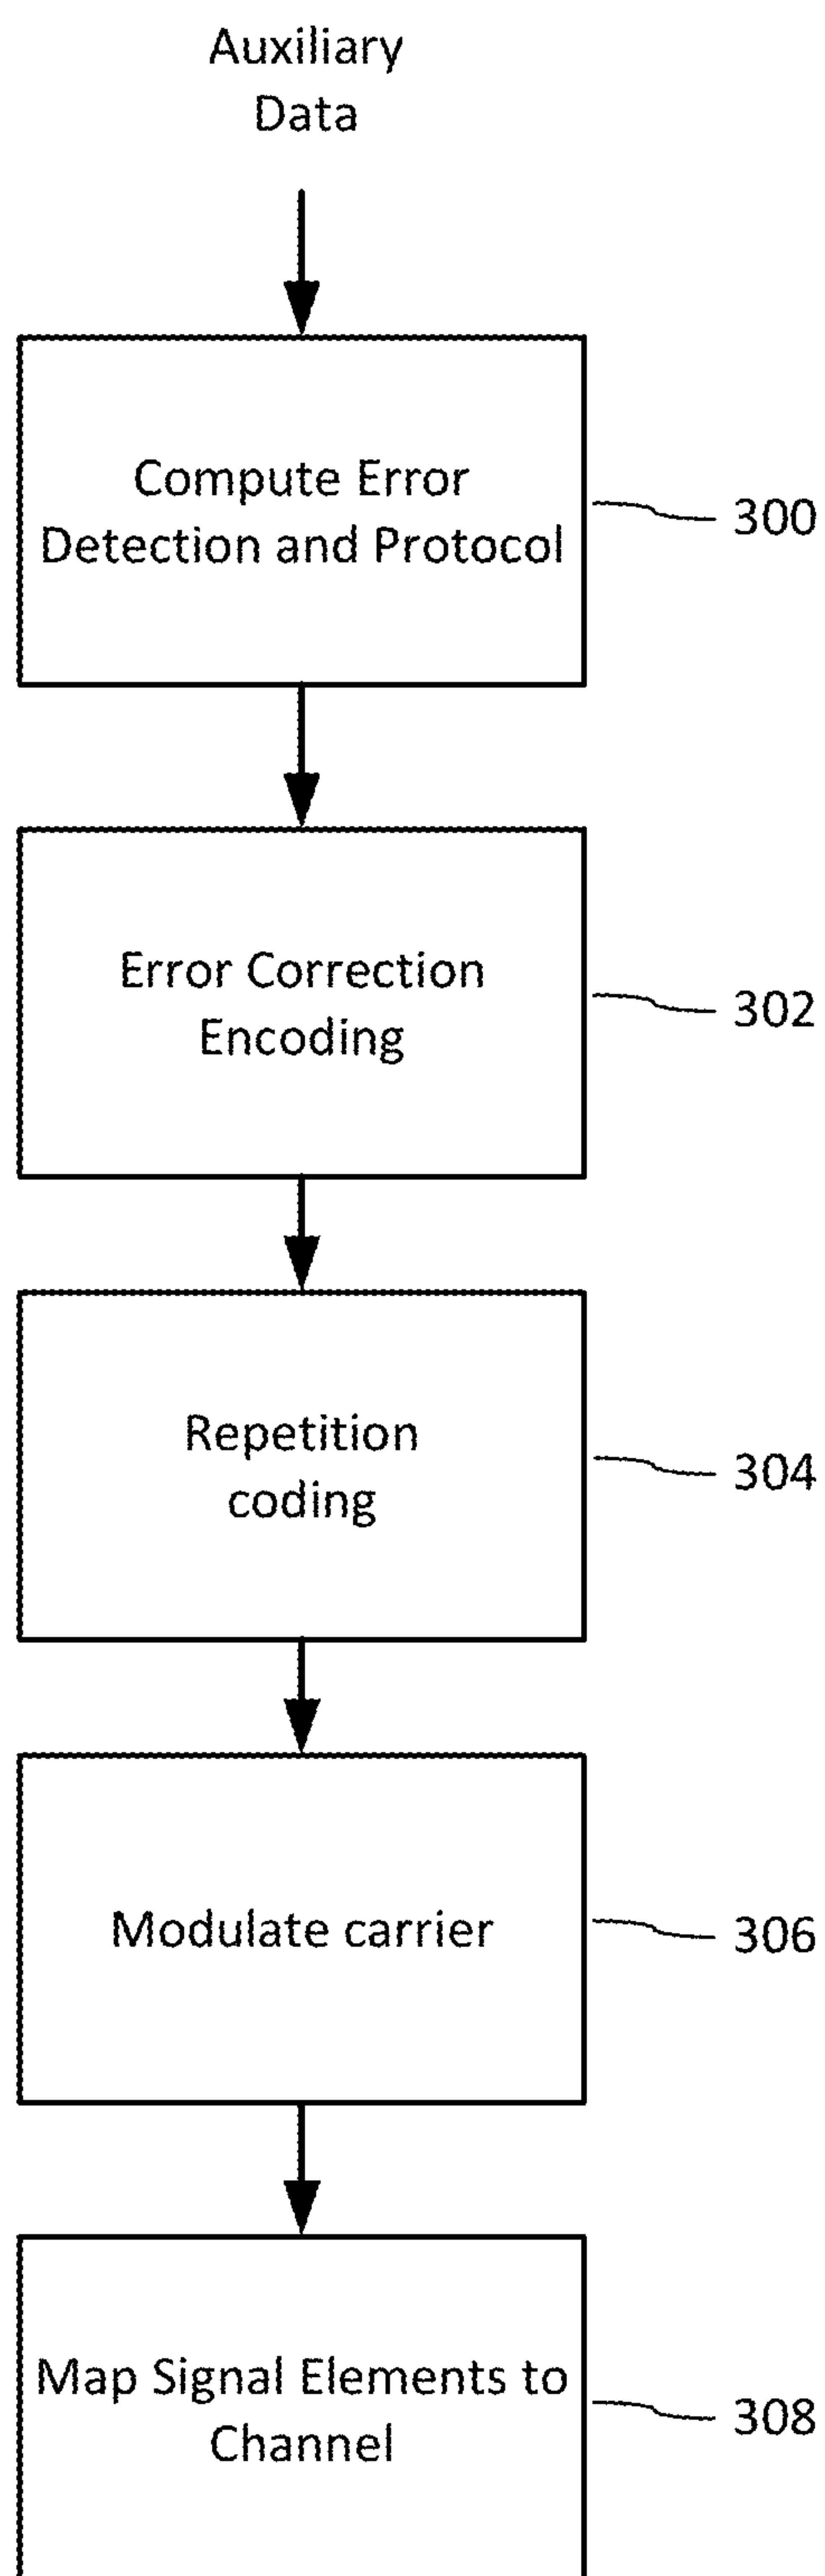 Auxiliary
Data
Compute Error
Detection and Protocol
300
Error Correction
Encoding
302
Repetition
coding
304
Modulate carrier
306
Map Signal Elements to
Channel
308